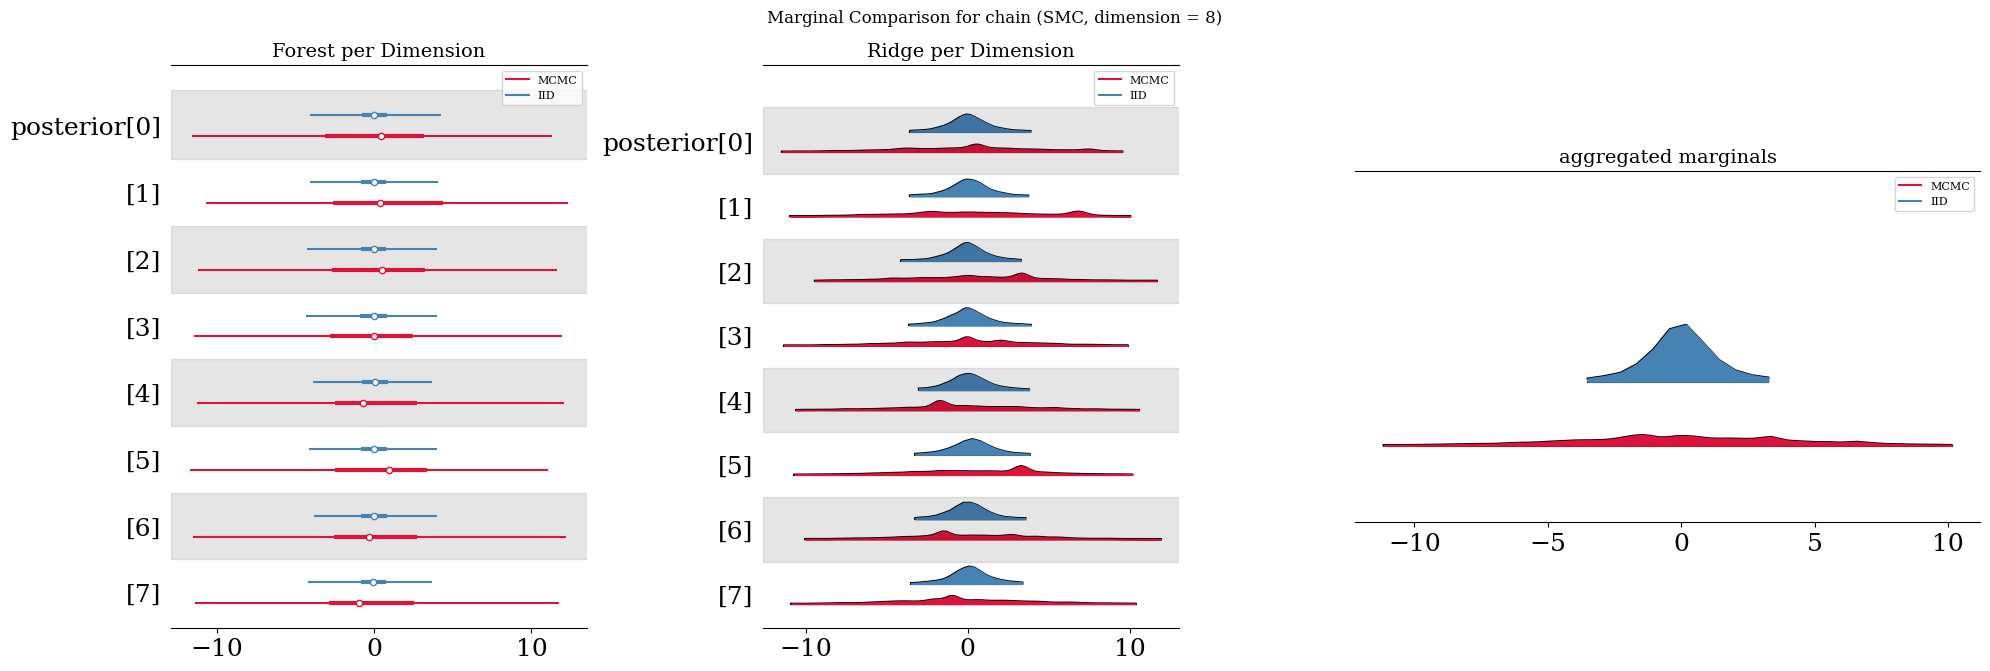 Marginal Comparison for chain (SMC, dimension = 8)
Forest per Dimension
MCMC
IID
posterior[0]
[1]
[2]
[3]
[4]
[5]
[6]
[7]
−10 0 10
Ridge per Dimension
MCMC
IID
posterior[0]
[1]
[2]
[3]
[4]
[5]
[6]
[7]
−10 0 10
aggregated marginals
MCMC
IID
−10 −5 0 5 10